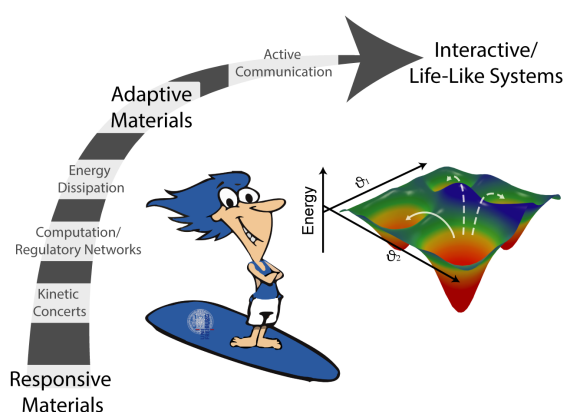 Active
Communication
Interactive/
Life-Like Systems
Adaptive
Materials
Energy
Dissipation
Computation/
Regulatory Networks
Kinetic
Concerts
Responsive
Materials
Energy
ϑ1
ϑ2